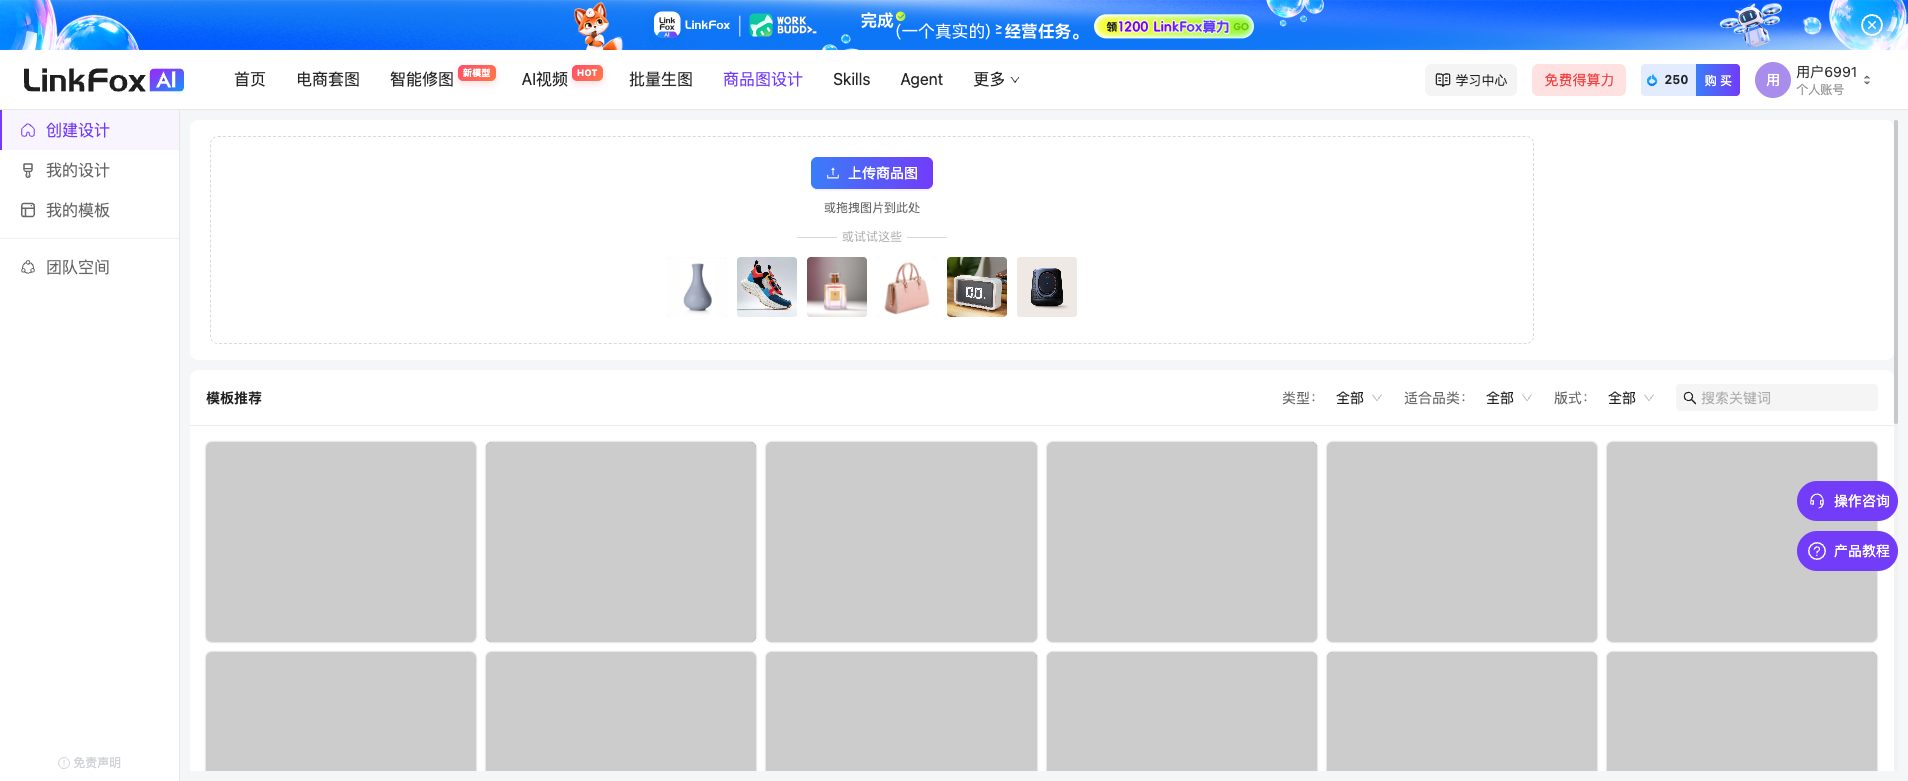 LinkFox AI LinkFox WORK BUDD>_ 完成 (一个真实的) 经营任务。 领1200 LinkFox算力 GO
LinkFox AI 首页 电商套图 智能修图 新模型 AI视频 HOT 批量生图 商品图设计 Skills Agent 更多 学习中心 免费得算力 250 购买 用 用户6991
个人账号
创建设计
我的设计
我的模板
团队空间
免责声明
上传商品图
或拖拽图片到此处
或试试这些
模板推荐 类型: 全部 适合品类: 全部 版式: 全部 搜索关键词
操作咨询
产品教程